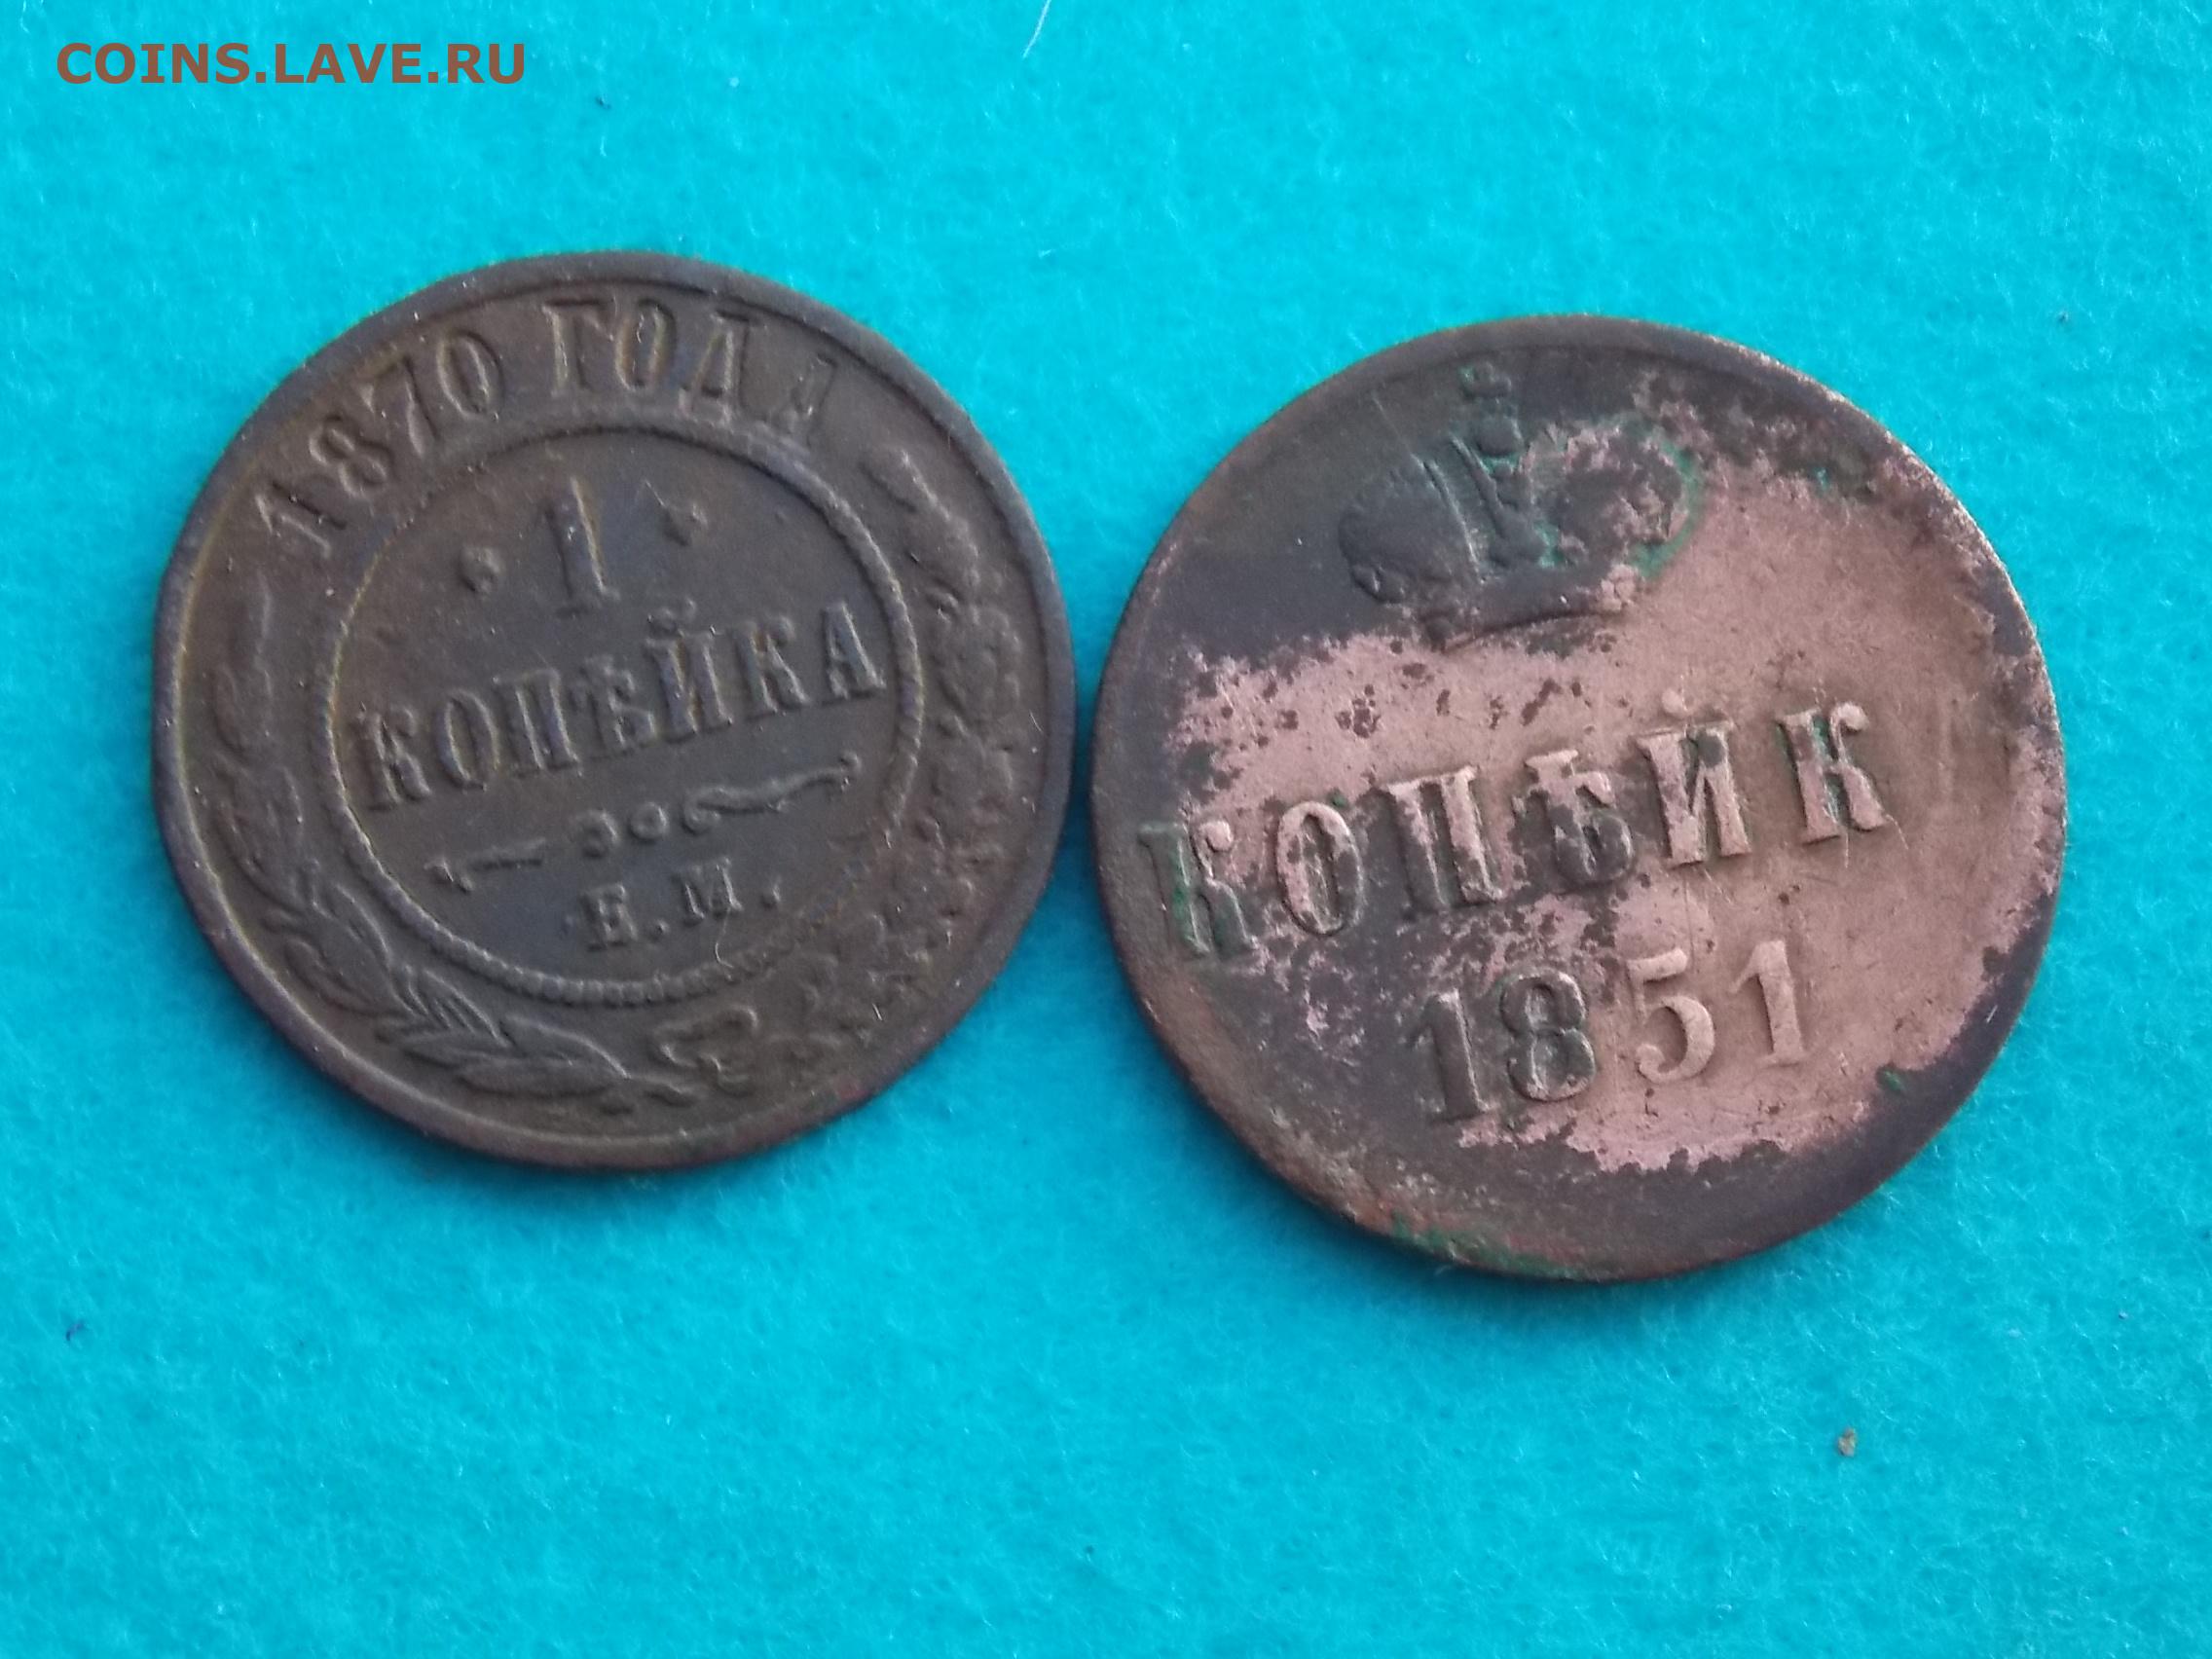 COINS.LAVE.RU
1870 ГОДА
1
КОПѢЙКА
Е.М.
КОПѢЙК
1851